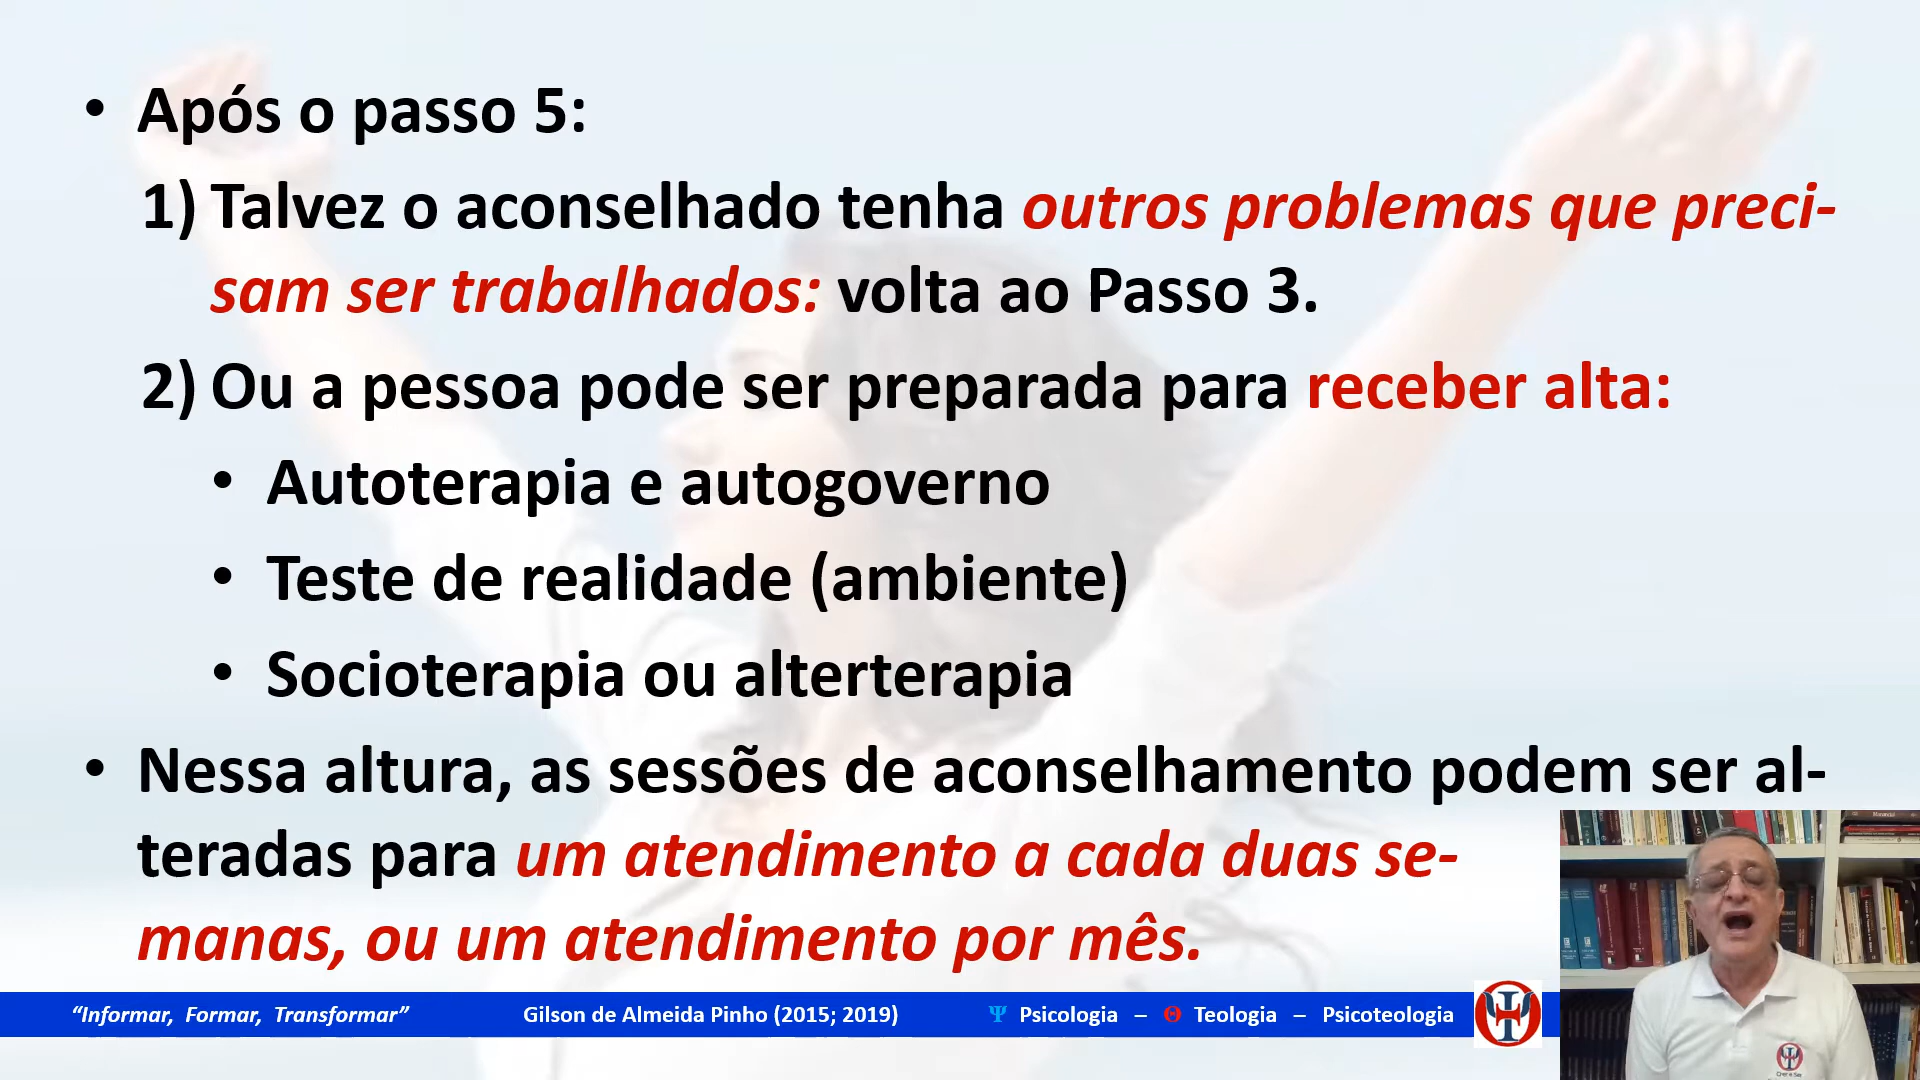 • Após o passo 5:
1) Talvez o aconselhado tenha outros problemas que preci-
sam ser trabalhados: volta ao Passo 3.
2) Ou a pessoa pode ser preparada para receber alta:
• Autoterapia e autogoverno
• Teste de realidade (ambiente)
• Socioterapia ou alterterapia
• Nessa altura, as sessões de aconselhamento podem ser al-
teradas para um atendimento a cada duas se-
manas, ou um atendimento por mês.
“Informar, Formar, Transformar” Gilson de Almeida Pinho (2015; 2019) Ψ Psicologia – Θ Teologia – Psicoteologia